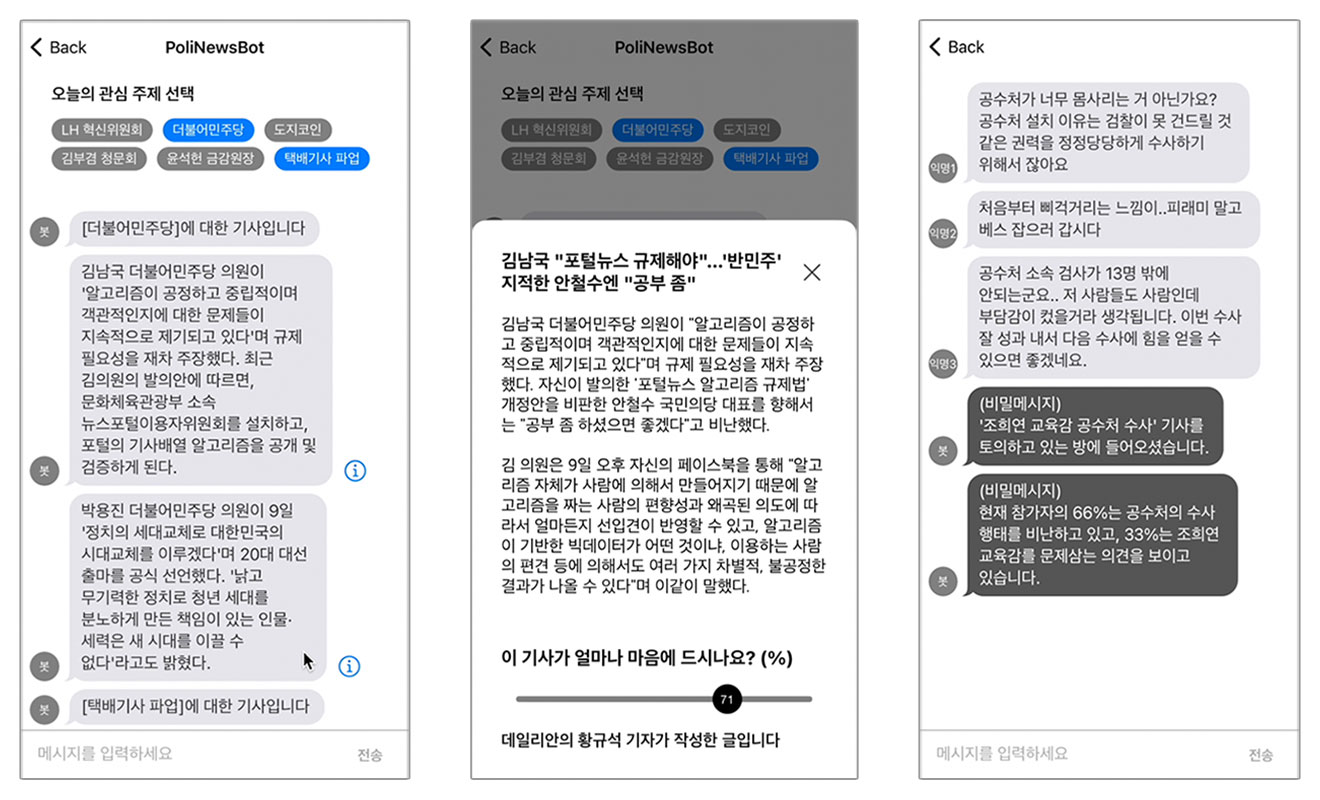 Back
PoliNewsBot
오늘의 관심 주제 선택
LH 혁신위원회
더불어민주당
도지코인
김부겸 청문회
윤석헌 금감원장
택배기사 파업
봇
[더불어민주당]에 대한 기사입니다
김남국 더불어민주당 의원이
'알고리즘이 공정하고 중립적이며
객관적인지에 대한 문제들이
지속적으로 제기되고 있다'며 규제
필요성을 재차 주장했다. 최근
김의원의 발의안에 따르면,
문화체육관광부 소속
뉴스포털이용자위원회를 설치하고,
포털의 기사배열 알고리즘을 공개 및
검증하게 된다.
봇
박용진 더불어민주당 의원이 9일
'정치의 세대교체로 대한민국의
시대교체를 이루겠다'며 20대 대선
출마를 공식 선언했다. '낡고
무기력한 정치로 청년 세대를
분노하게 만든 책임이 있는 인물·
세력은 새 시대를 이끌 수
없다'라고도 밝혔다.
봇
봇
[택배기사 파업]에 대한 기사입니다
메시지를 입력하세요
전송
Back
PoliNewsBot
오늘의 관심 주제 선택
LH 혁신위원회
더불어민주당
도지코인
김부겸 청문회
윤석헌 금감원장
택배기사 파업
김남국 "포털뉴스 규제해야"...'반민주'
지적한 안철수엔 "공부 좀"
김남국 더불어민주당 의원이 "알고리즘이 공정하
고 중립적이며 객관적인지에 대한 문제들이 지속
적으로 제기되고 있다"며 규제 필요성을 재차 주장
했다. 자신이 발의한 '포털뉴스 알고리즘 규제법'
개정안을 비판한 안철수 국민의당 대표를 향해서
는 "공부 좀 하셨으면 좋겠다"고 비난했다.
김 의원은 9일 오후 자신의 페이스북을 통해 "알고
리즘 자체가 사람에 의해서 만들어지기 때문에 알
고리즘을 짜는 사람의 편향성과 왜곡된 의도에 따
라서 얼마든지 선입견이 반영할 수 있고, 알고리즘
이 기반한 빅데이터가 어떤 것이냐, 이용하는 사람
의 편견 등에 의해서도 여러 가지 차별적, 불공정한
결과가 나올 수 있다"며 이같이 말했다.
이 기사가 얼마나 마음에 드시나요? (%)
71
데일리안의 황규석 기자가 작성한 글입니다
Back
공수처가 너무 몸사리는 거 아닌가요?
공수처 설치 이유는 검찰이 못 건드릴 것
같은 권력을 정정당당하게 수사하기
위해서 잖아요
익명1
처음부터 삐걱거리는 느낌이..피래미 말고
베스 잡으러 갑시다
익명2
공수처 소속 검사가 13명 밖에
안되는군요.. 저 사람들도 사람인데
부담감이 컸을거라 생각됩니다. 이번 수사
잘 성과 내서 다음 수사에 힘을 얻을 수
있으면 좋겠네요.
익명3
(비밀메시지)
'조희연 교육감 공수처 수사' 기사를
토의하고 있는 방에 들어오셨습니다.
봇
(비밀메시지)
현재 참가자의 66%는 공수처의 수사
행태를 비난하고 있고, 33%는 조희연
교육감를 문제삼는 의견을 보이고
있습니다.
봇
메시지를 입력하세요
전송